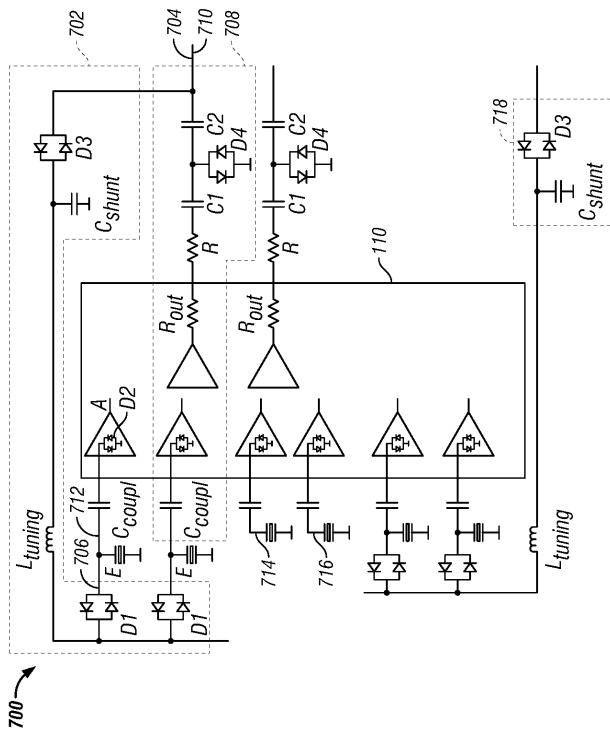 700
702
704
710
708
D3
C_shunt
L_tuning
706
712
C_coupl
E
D1
A
D2
R_out
R
C1
C2
D4
E
D1
C_coupl
R_out
R
C1
C2
D4
110
714
716
L_tuning
718
D3
C_shunt